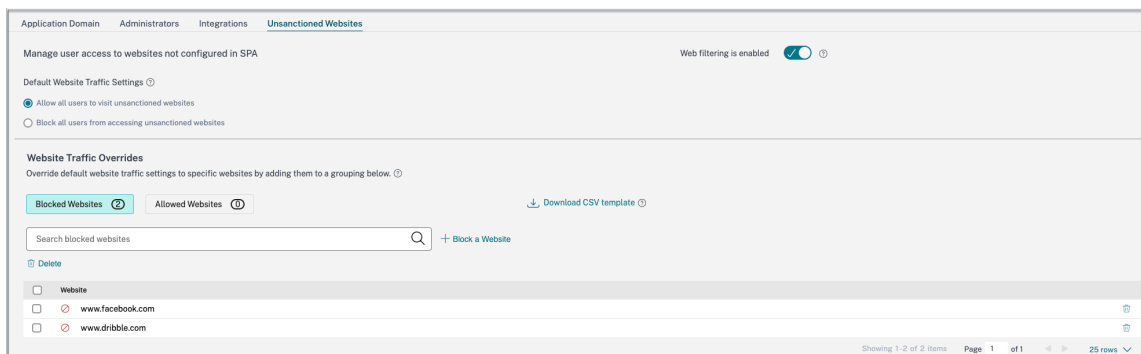 Application Domain Administrators Integrations Unsanctioned Websites
Manage user access to websites not configured in SPA Web filtering is enabled
Default Website Traffic Settings
Allow all users to visit unsanctioned websites
Block all users from accessing unsanctioned websites
Website Traffic Overrides
Override default website traffic settings to specific websites by adding them to a grouping below.
Blocked Websites 2 Allowed Websites 0 Download CSV template
Search blocked websites Block a Website
Delete
Website
www.facebook.com
www.dribble.com
Showing 1-2 of 2 items Page 1 of 1 25 rows